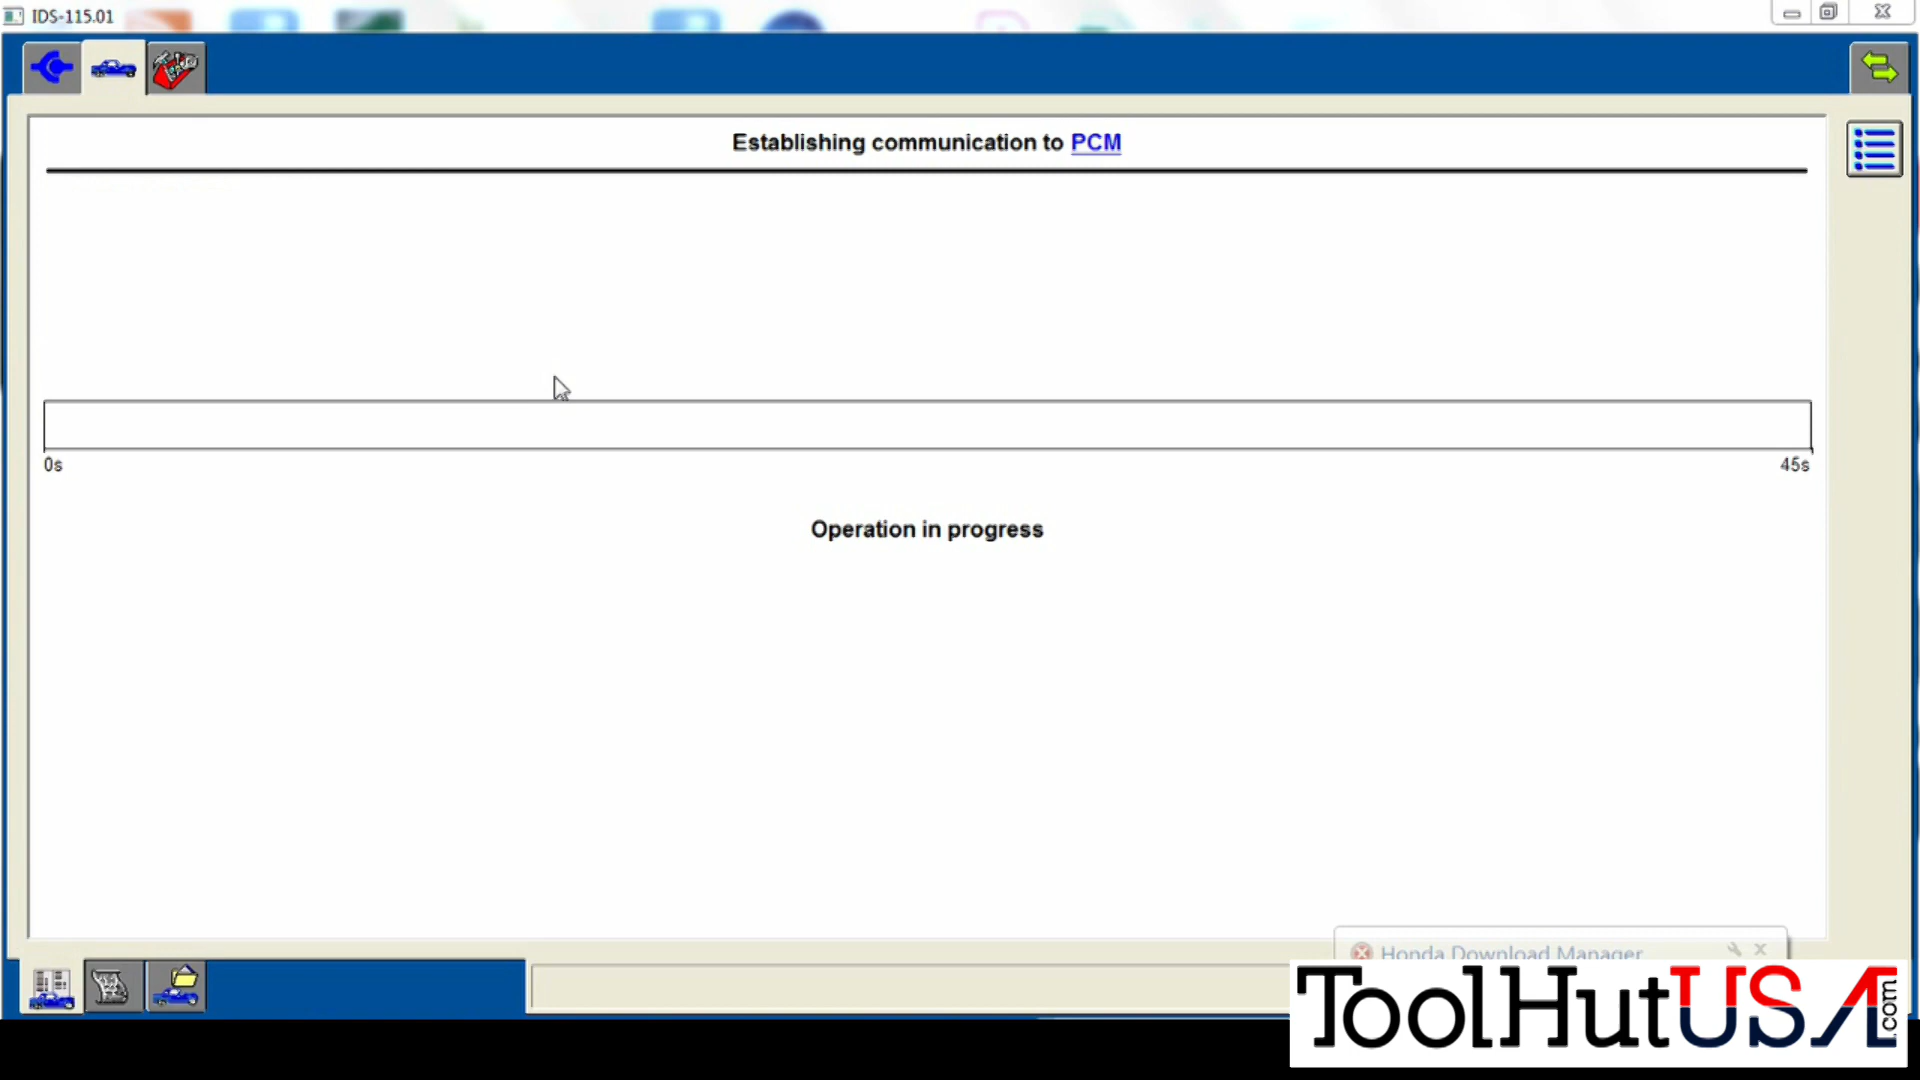 IDS-115.01
Establishing communication to PCM
0s
45s
Operation in progress
Honda Download Manager
ToolHutUSA.com